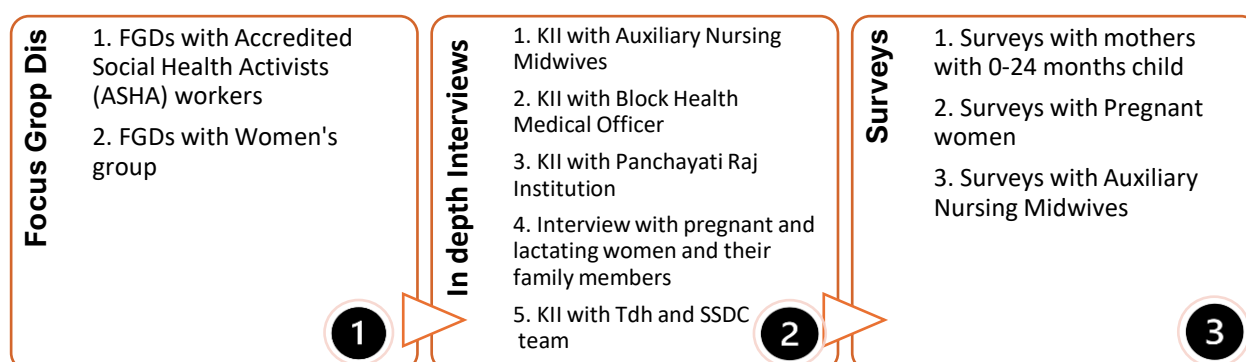 Focus Grop Dis
1. FGDs with Accredited
Social Health Activists
(ASHA) workers
2. FGDs with Women's
group
1
In depth Interviews
1. KII with Auxiliary Nursing
Midwives
2. KII with Block Health
Medical Officer
3. KII with Panchayati Raj
Institution
4. Interview with pregnant and
lactating women and their
family members
5. KII with Tdh and SSDC
team
2
Surveys
1. Surveys with mothers
with 0-24 months child
2. Surveys with Pregnant
women
3. Surveys with Auxiliary
Nursing Midwives
3